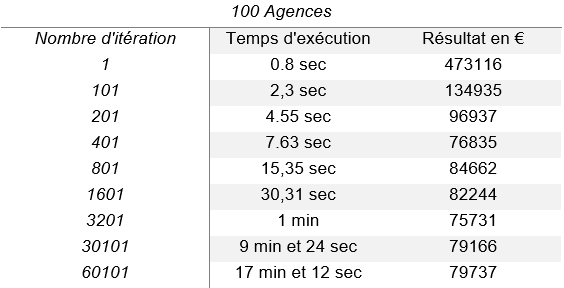 100 Agences
Nombre d'itération Temps d'exécution Résultat en €
1 0.8 sec 473116
101 2,3 sec 134935
201 4.55 sec 96937
401 7.63 sec 76835
801 15,35 sec 84662
1601 30,31 sec 82244
3201 1 min 75731
30101 9 min et 24 sec 79166
60101 17 min et 12 sec 79737